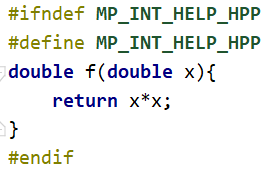 #ifndef MP_INT_HELP_HPP
#define MP_INT_HELP_HPP
double f(double x){
    return x*x;
}
#endif